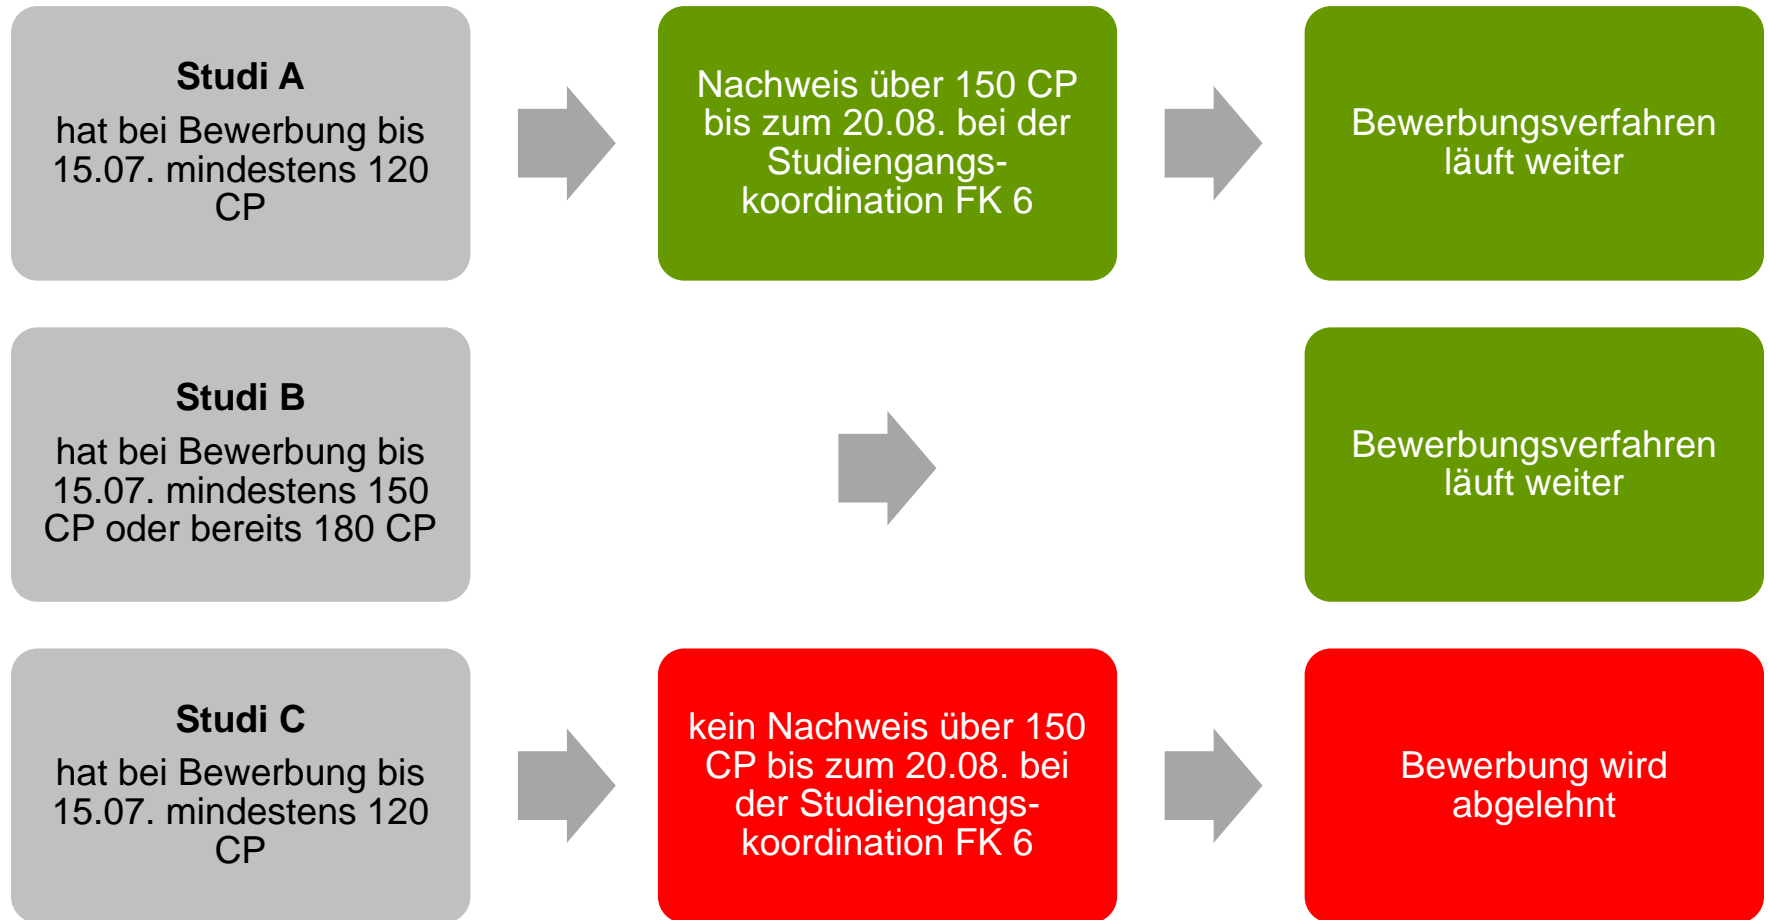 Studi A
hat bei Bewerbung bis
15.07. mindestens 120
CP
Nachweis über 150 CP
bis zum 20.08. bei der
Studiengangs-
koordination FK 6
Bewerbungsverfahren
läuft weiter
Studi B
hat bei Bewerbung bis
15.07. mindestens 150
CP oder bereits 180 CP
Bewerbungsverfahren
läuft weiter
Studi C
hat bei Bewerbung bis
15.07. mindestens 120
CP
kein Nachweis über 150
CP bis zum 20.08. bei
der Studiengangs-
koordination FK 6
Bewerbung wird
abgelehnt